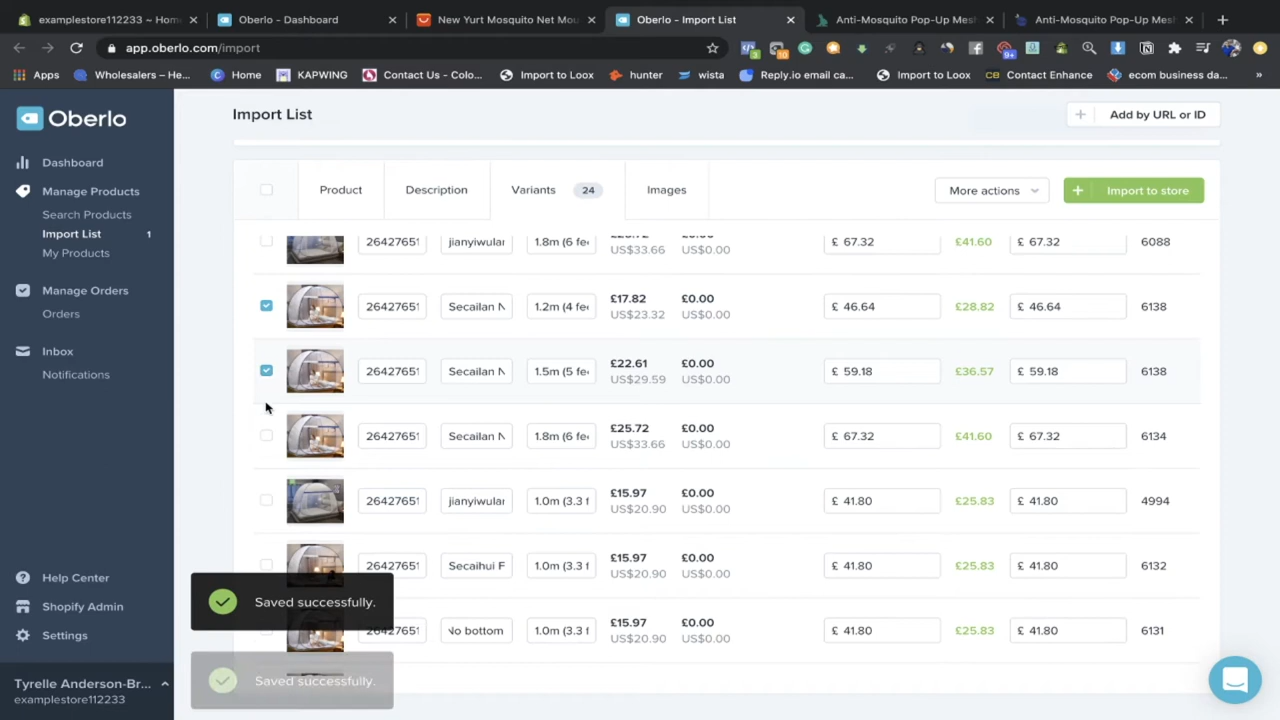 examplestore112233 ~ Hom
Oberlo - Dashboard
New Yurt Mosquito Net Mou
Oberlo - Import List
Anti-Mosquito Pop-Up Mesh
Anti-Mosquito Pop-Up Mesh
app.oberlo.com/import
Apps
Wholesalers – He...
Home
KAPWING
Contact Us - Colo...
Import to Loox
hunter
wista
Reply.io email ca...
Import to Loox
Contact Enhance
ecom business da...
Oberlo
Import List
Add by URL or ID
Dashboard
Manage Products
Search Products
Import List 1
My Products
Manage Orders
Orders
Inbox
Notifications
Help Center
Shopify Admin
Settings
Tyrelle Anderson-Br...
examplestore112233
Product
Description
Variants 24
Images
More actions
Import to store
26427651 jianyiwular 1.8m (6 fe £0.00 £ 67.32 £41.60 £ 67.32 6088
US$33.66 US$0.00
26427651 Secailan N 1.2m (4 fe £17.82 £0.00 £ 46.64 £28.82 £ 46.64 6138
US$23.32 US$0.00
26427651 Secailan N 1.5m (5 fe £22.61 £0.00 £ 59.18 £36.57 £ 59.18 6138
US$29.59 US$0.00
26427651 Secailan N 1.8m (6 fe £25.72 £0.00 £ 67.32 £41.60 £ 67.32 6134
US$33.66 US$0.00
26427651 jianyiwular 1.0m (3.3 f £15.97 £0.00 £ 41.80 £25.83 £ 41.80 4994
US$20.90 US$0.00
26427651 Secaihui F 1.0m (3.3 f £15.97 £0.00 £ 41.80 £25.83 £ 41.80 6132
US$20.90 US$0.00
26427651 No bottom 1.0m (3.3 f £15.97 £0.00 £ 41.80 £25.83 £ 41.80 6131
US$20.90 US$0.00
Saved successfully.
Saved successfully.